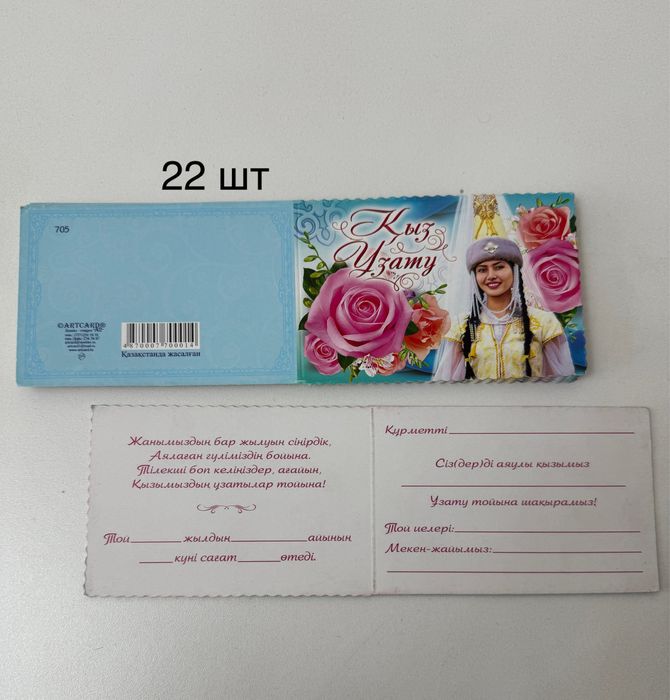 22 шт
705
Қыз
Ұзату
©ARTCARD®
4870007700014
Қазақстанда жасалған
Жанымыздың бар жылуын сіңірдік,
Аялаған гүліміздің бойына.
Тілекші боп келіңіздер, ағайын,
Қызымыздың ұзатылар тойына!
Той жылдың айының
күні сағат өтеді.
Құрметті
Сіз(дер)ді аяулы қызымыз
Ұзату тойына шақырамыз!
Той иелері:
Мекен-жайымыз: